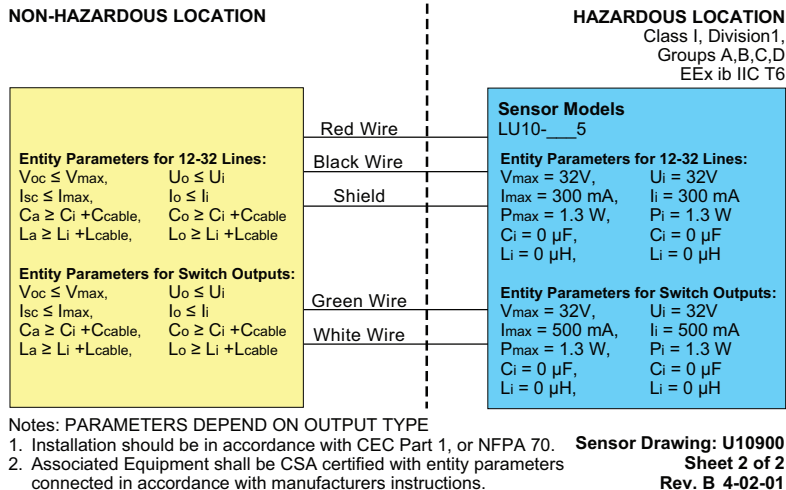 NON-HAZARDOUS LOCATION
HAZARDOUS LOCATION
Class I, Division1,
Groups A,B,C,D
EEx ib IIC T6
Entity Parameters for 12-32 Lines:
Voc ≤ Vmax, Uo ≤ Ui
Isc ≤ Imax, Io ≤ Ii
Ca ≥ Ci +Ccable, Co ≥ Ci +Ccable
La ≥ Li +Lcable, Lo ≥ Li +Lcable
Entity Parameters for Switch Outputs:
Voc ≤ Vmax, Uo ≤ Ui
Isc ≤ Imax, Io ≤ Ii
Ca ≥ Ci +Ccable, Co ≥ Ci +Ccable
La ≥ Li +Lcable, Lo ≥ Li +Lcable
Red Wire
Black Wire
Shield
Green Wire
White Wire
Sensor Models
LU10-___5
Entity Parameters for 12-32 Lines:
Vmax = 32V, Ui = 32V
Imax = 300 mA, Ii = 300 mA
Pmax = 1.3 W, Pi = 1.3 W
Ci = 0 µF, Ci = 0 µF
Li = 0 µH, Li = 0 µH
Entity Parameters for Switch Outputs:
Vmax = 32V, Ui = 32V
Imax = 500 mA, Ii = 500 mA
Pmax = 1.3 W, Pi = 1.3 W
Ci = 0 µF, Ci = 0 µF
Li = 0 µH, Li = 0 µH
Notes: PARAMETERS DEPEND ON OUTPUT TYPE
1. Installation should be in accordance with CEC Part 1, or NFPA 70.
2. Associated Equipment shall be CSA certified with entity parameters
connected in accordance with manufacturers instructions.
Sensor Drawing: U10900
Sheet 2 of 2
Rev. B 4-02-01